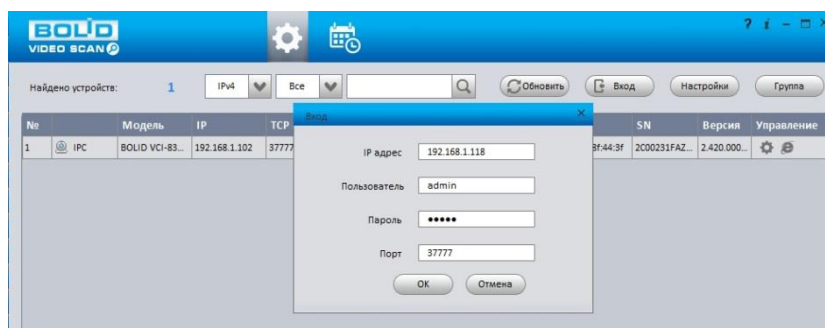 BOLID
VIDEO SCAN
? i
Найдено устройств: 1 IPv4 Все Обновить Вход Настройки Группа
№ Модель IP TCP SN Версия Управление
1 IPC BOLID VCI-83... 192.168.1.102 37777 3f:44:3f 2C00231FAZ... 2.420.000...
Вход
IP адрес 192.168.1.118
Пользователь admin
Пароль •••••
Порт 37777
ОК Отмена